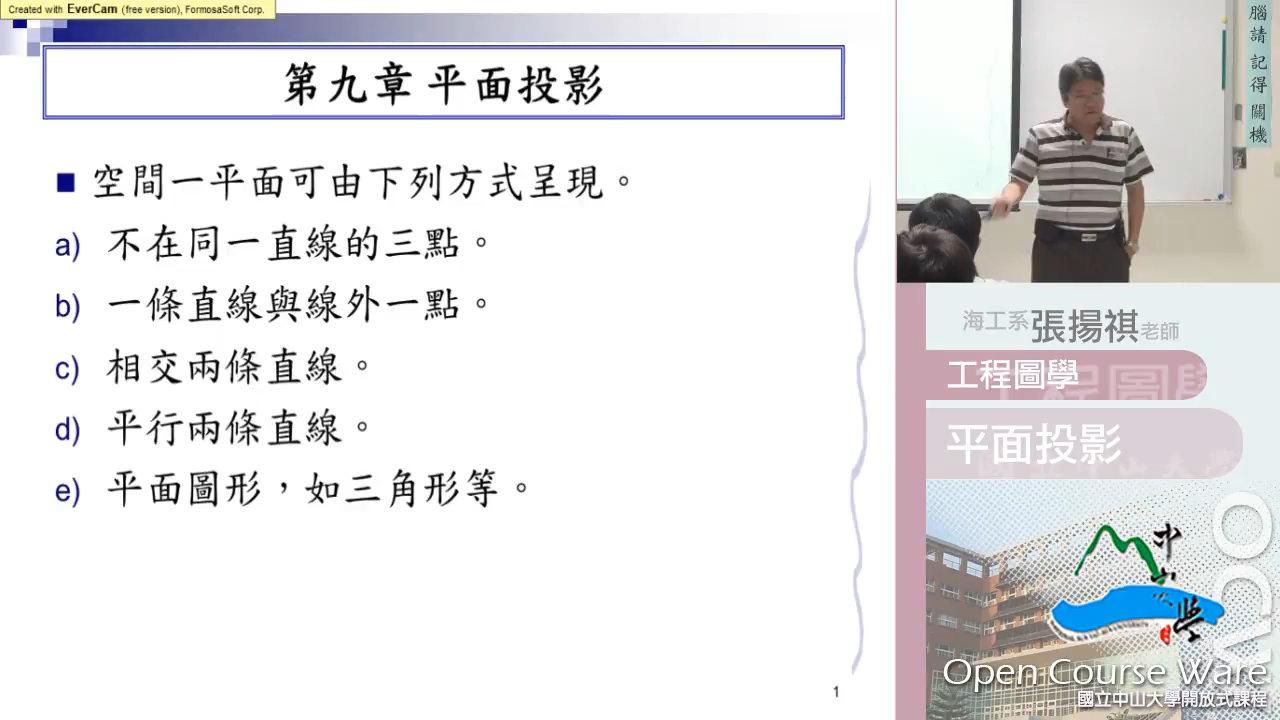 Created with EverCam (free version), FormosaSoft Corp.
第九章 平面投影
空間一平面可由下列方式呈現。
a) 不在同一直線的三點。
b) 一條直線與線外一點。
c) 相交兩條直線。
d) 平行兩條直線。
e) 平面圖形，如三角形等。
1
腦請記得關機
海工系張揚祺老師
工程圖學
平面投影
中山大學
Open Course Ware
國立中山大學開放式課程